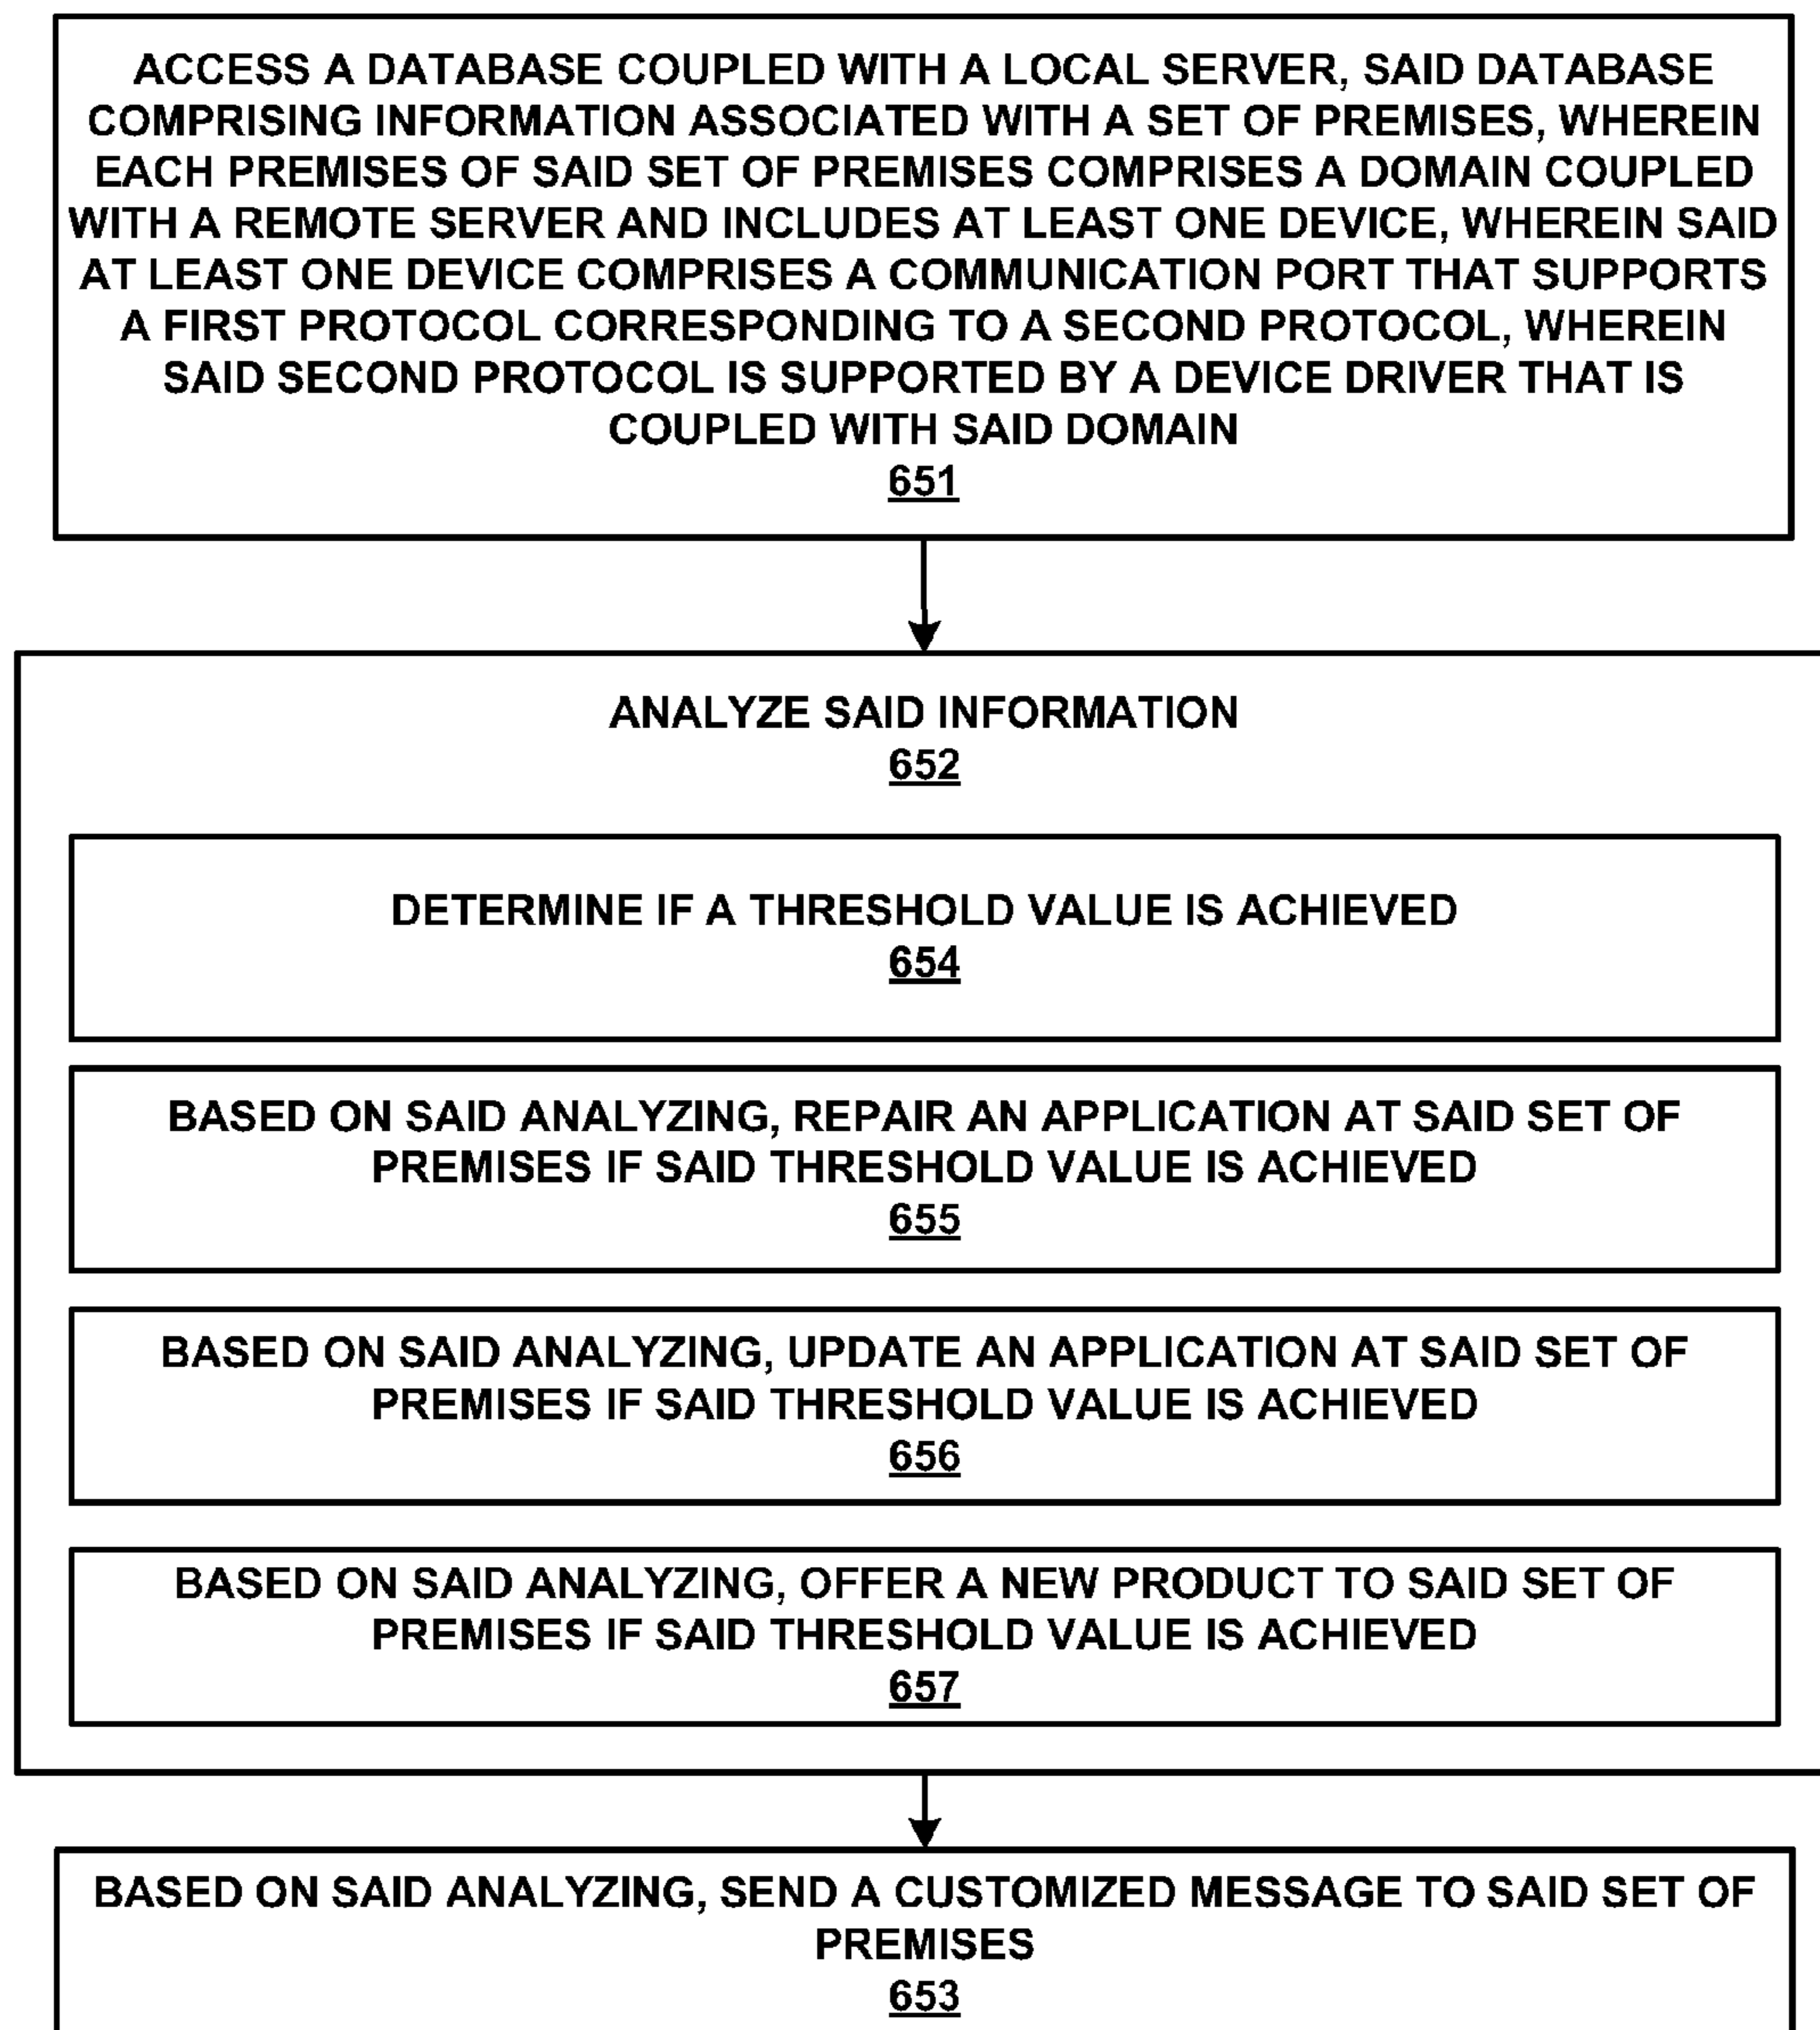 ACCESS A DATABASE COUPLED WITH A LOCAL SERVER, SAID DATABASE
COMPRISING INFORMATION ASSOCIATED WITH A SET OF PREMISES, WHEREIN
EACH PREMISES OF SAID SET OF PREMISES COMPRISES A DOMAIN COUPLED
WITH A REMOTE SERVER AND INCLUDES AT LEAST ONE DEVICE, WHEREIN SAID
AT LEAST ONE DEVICE COMPRISES A COMMUNICATION PORT THAT SUPPORTS
A FIRST PROTOCOL CORRESPONDING TO A SECOND PROTOCOL, WHEREIN
SAID SECOND PROTOCOL IS SUPPORTED BY A DEVICE DRIVER THAT IS
COUPLED WITH SAID DOMAIN
651
ANALYZE SAID INFORMATION
652
DETERMINE IF A THRESHOLD VALUE IS ACHIEVED
654
BASED ON SAID ANALYZING, REPAIR AN APPLICATION AT SAID SET OF
PREMISES IF SAID THRESHOLD VALUE IS ACHIEVED
655
BASED ON SAID ANALYZING, UPDATE AN APPLICATION AT SAID SET OF
PREMISES IF SAID THRESHOLD VALUE IS ACHIEVED
656
BASED ON SAID ANALYZING, OFFER A NEW PRODUCT TO SAID SET OF
PREMISES IF SAID THRESHOLD VALUE IS ACHIEVED
657
BASED ON SAID ANALYZING, SEND A CUSTOMIZED MESSAGE TO SAID SET OF
PREMISES
653